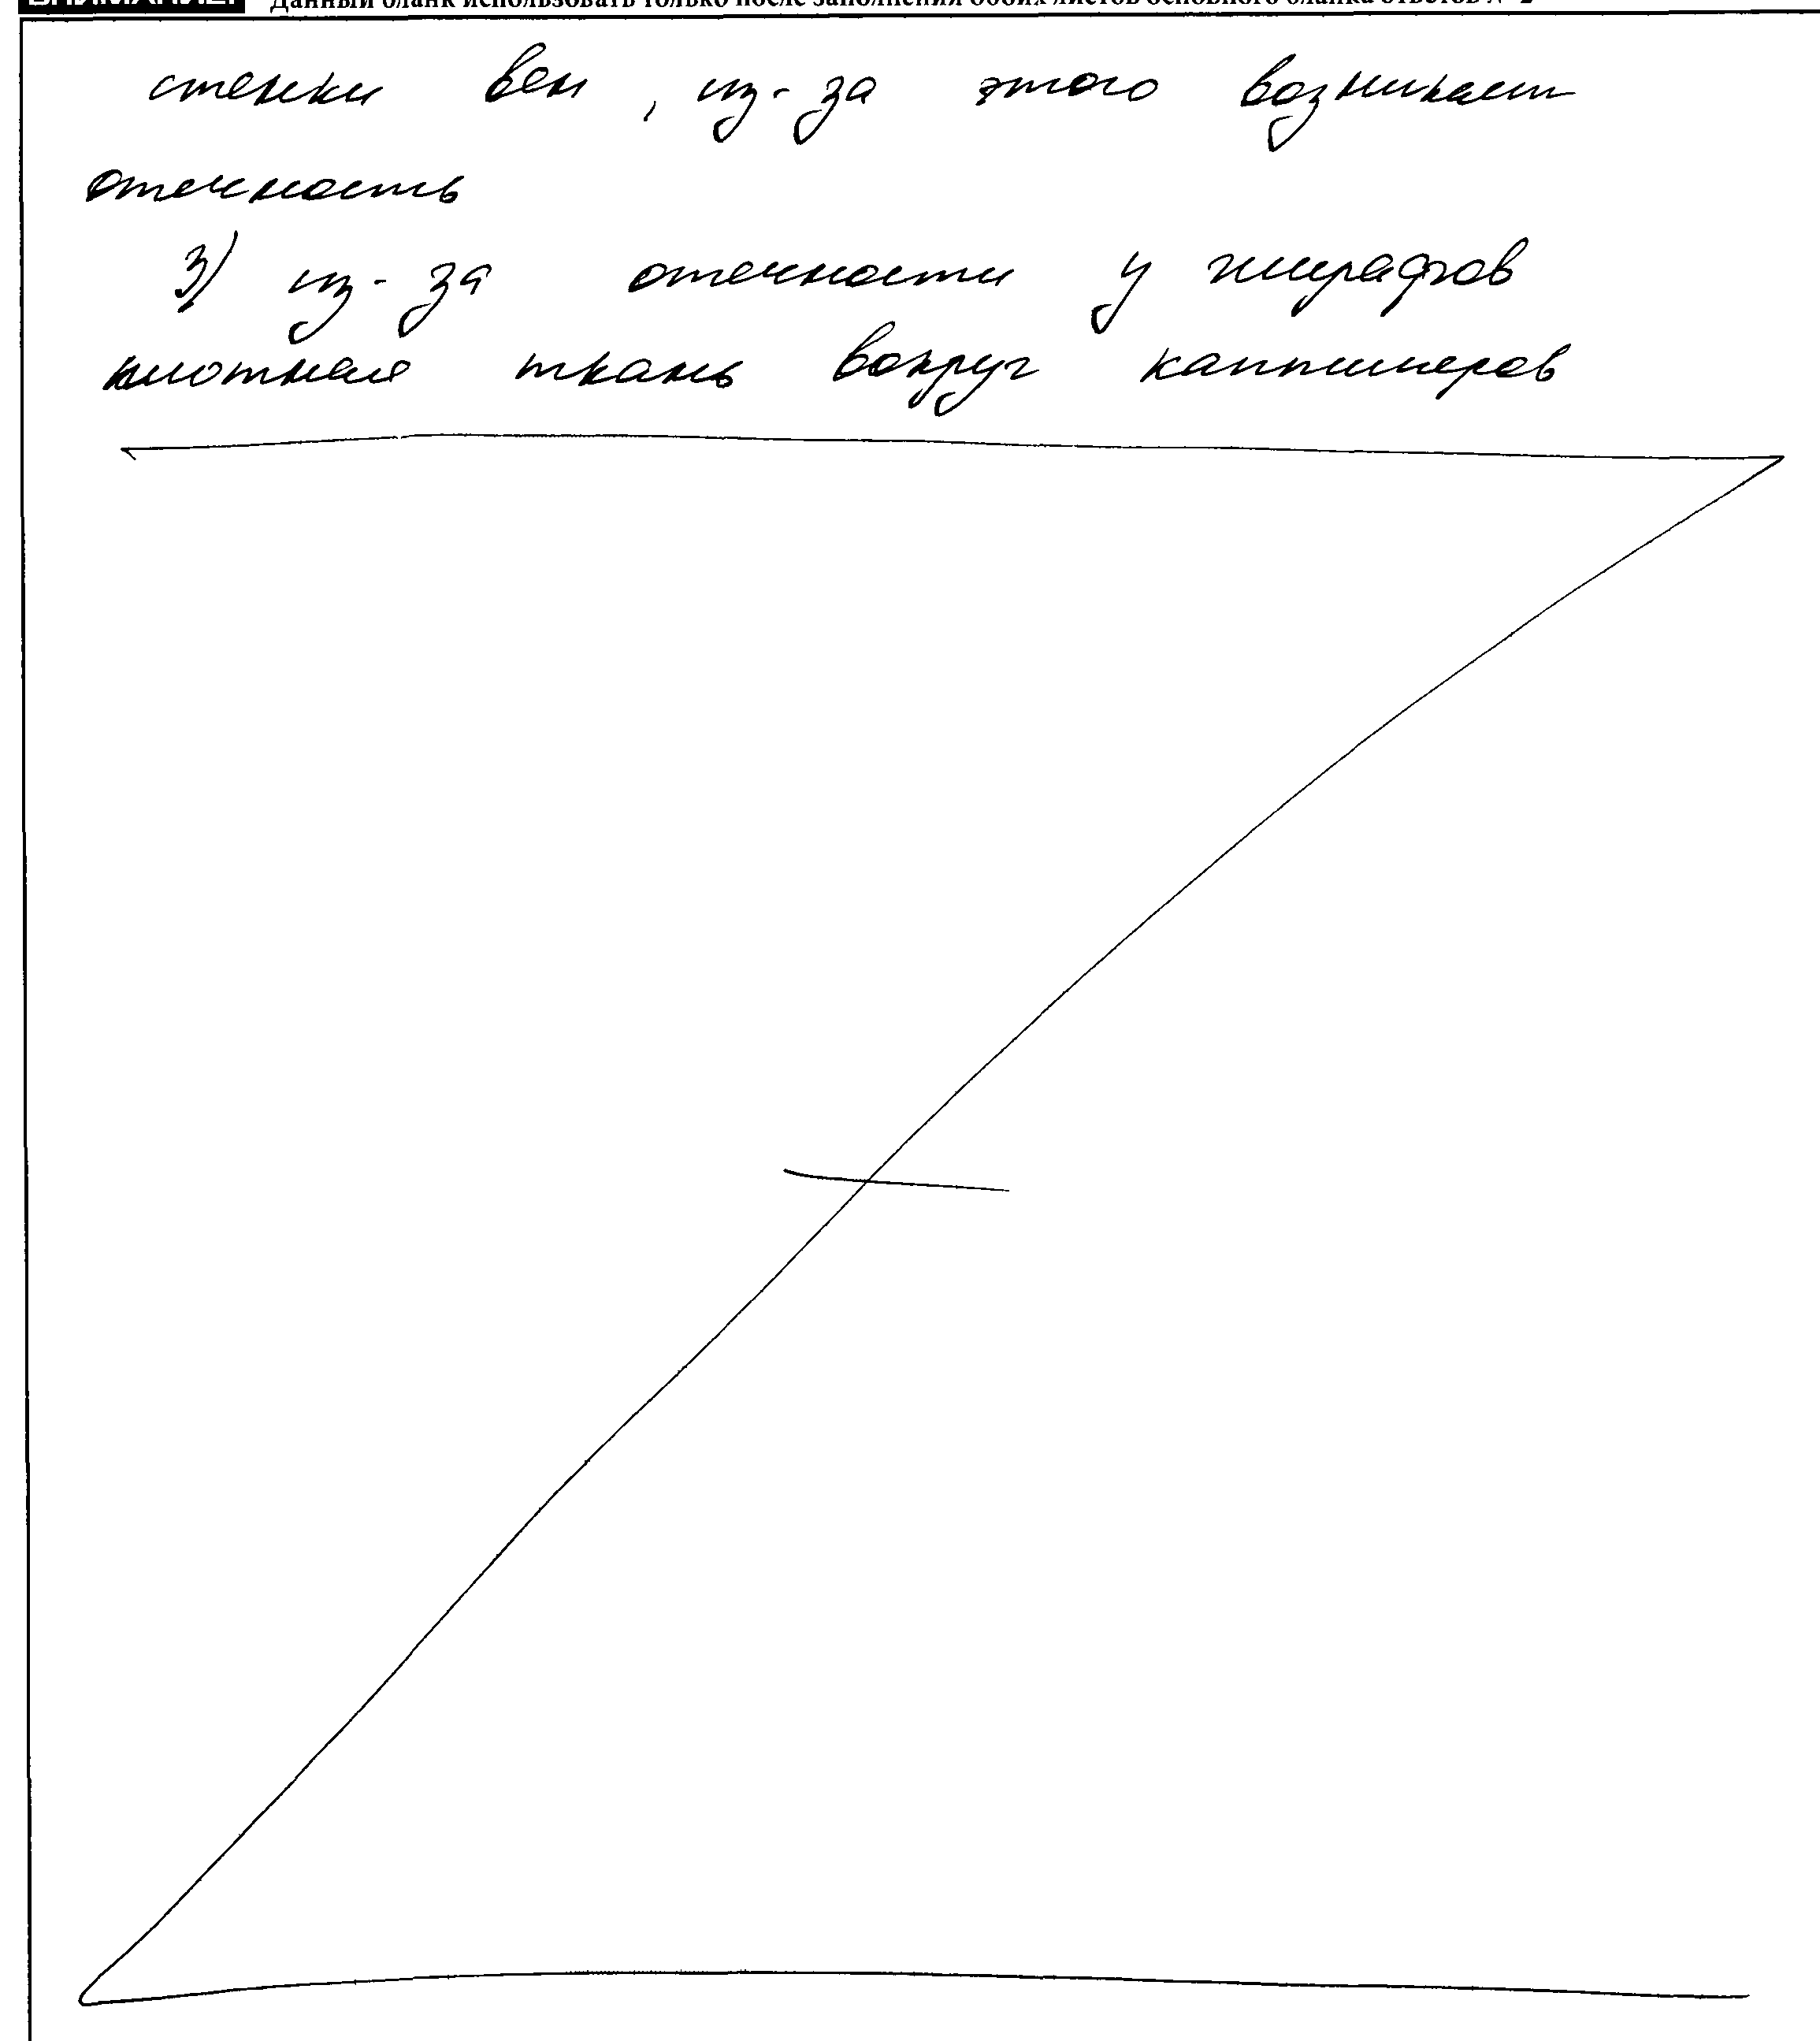 ВНИМАНИЕ! Данный бланк использовать только после заполнения обоих листов основного бланка ответов № 2
стенки вен, из-за этого возникает
отечность
3) из-за отечности у жирафов
плотная ткань вокруг капилляров